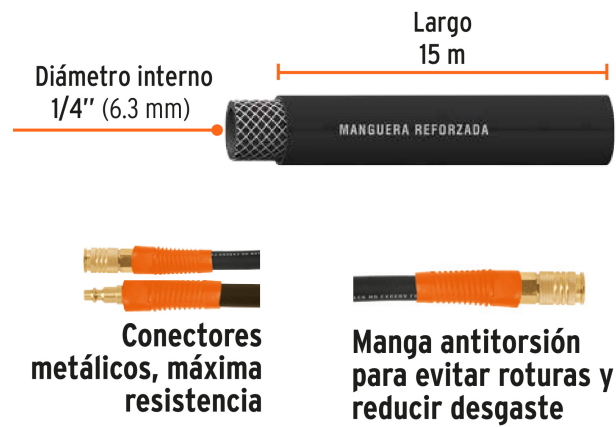 Largo
15 m
Diámetro interno
1/4" (6.3 mm)
MANGUERA REFORZADA
Conectores
metálicos, máxima
resistencia
Manga antitorsión
para evitar roturas y
reducir desgaste